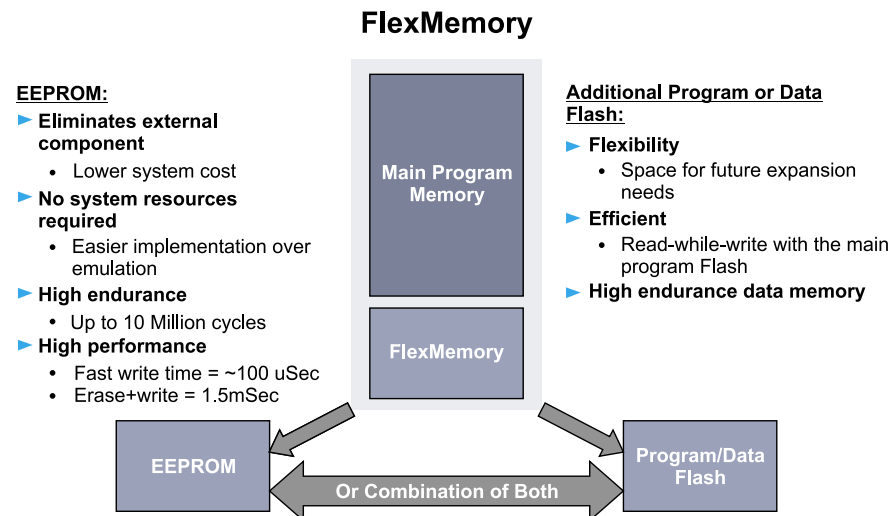 FlexMemory
EEPROM:
Eliminates external
component
• Lower system cost
No system resources
required
• Easier implementation over
emulation
High endurance
• Up to 10 Million cycles
High performance
• Fast write time = ~100 uSec
• Erase+write = 1.5mSec
Main Program
Memory
FlexMemory
Additional Program or Data
Flash:
Flexibility
• Space for future expansion
needs
Efficient
• Read-while-write with the main
program Flash
High endurance data memory
EEPROM
Or Combination of Both
Program/Data
Flash